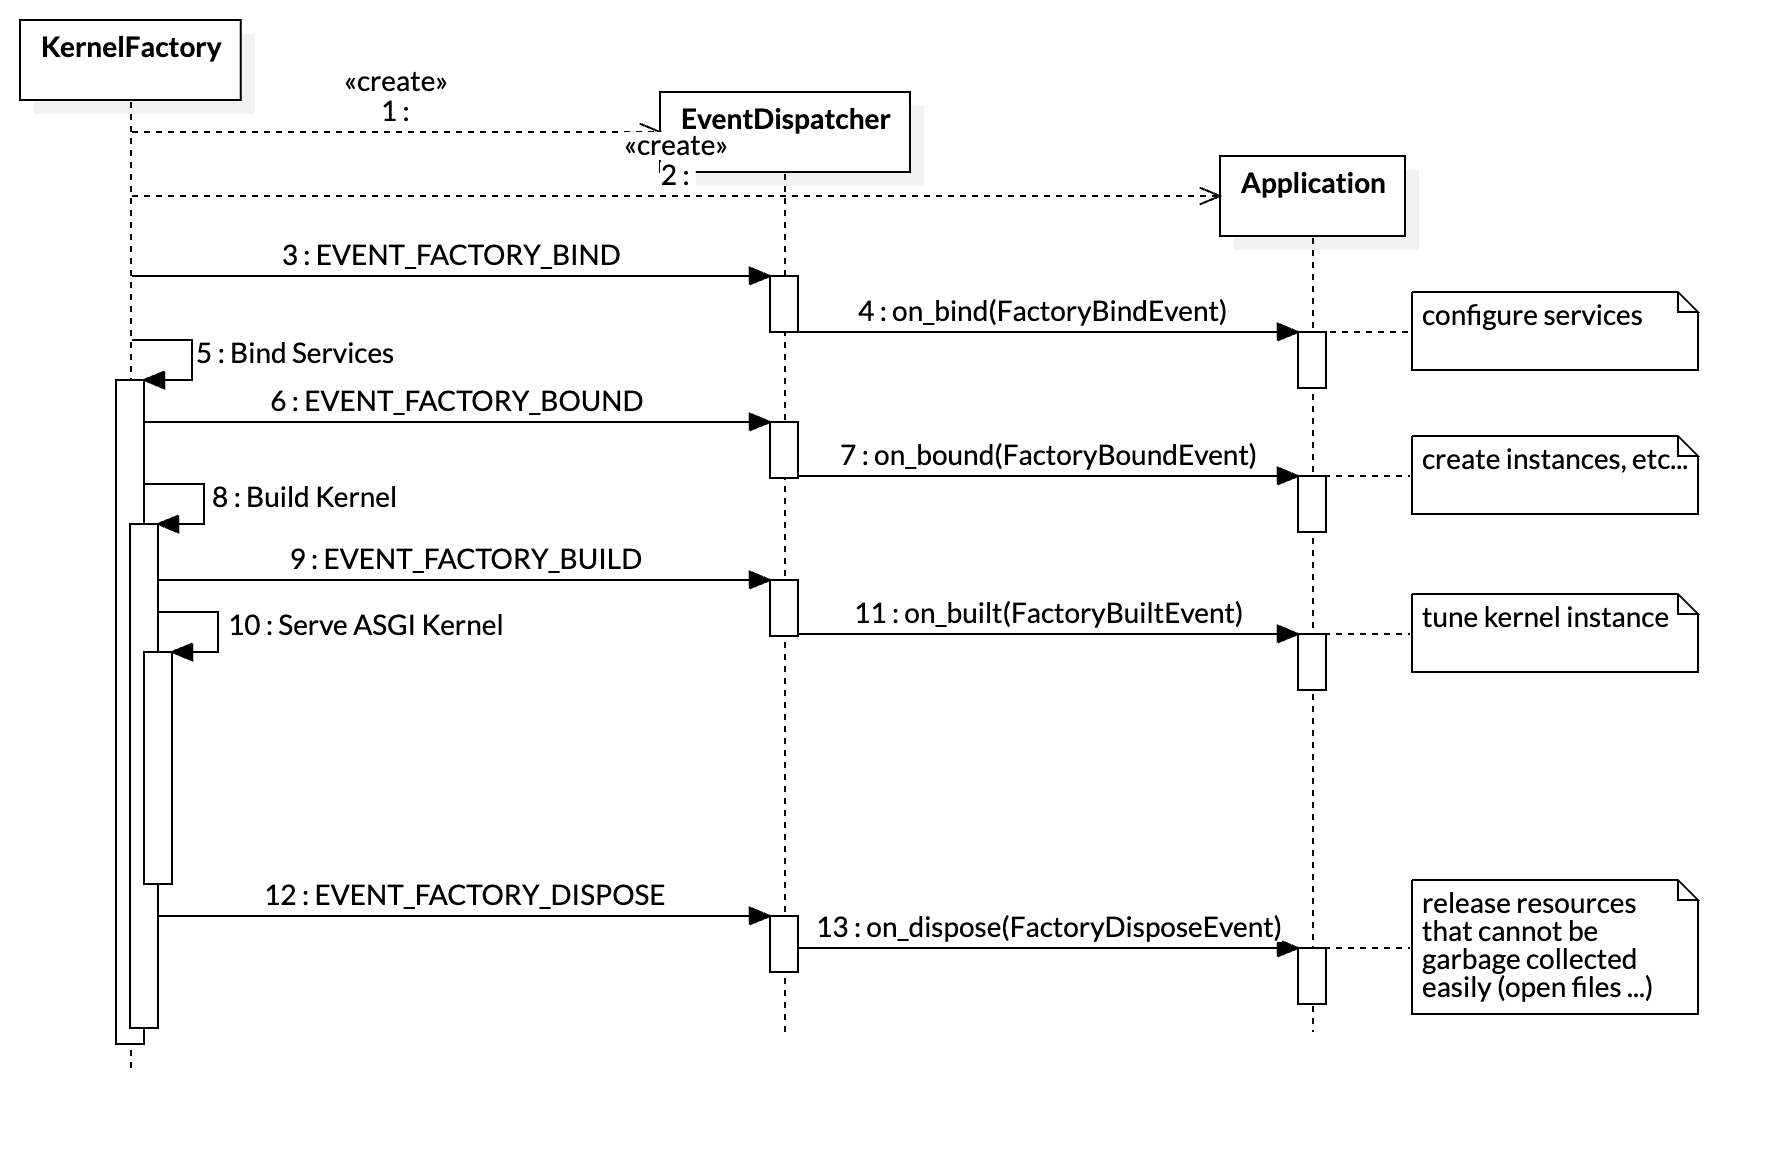 KernelFactory
«create»
1 :
EventDispatcher
«create»
2 :
Application
3 : EVENT_FACTORY_BIND
4 : on_bind(FactoryBindEvent)
configure services
5 : Bind Services
6 : EVENT_FACTORY_BOUND
7 : on_bound(FactoryBoundEvent)
create instances, etc...
8 : Build Kernel
9 : EVENT_FACTORY_BUILD
10 : Serve ASGI Kernel
11 : on_built(FactoryBuiltEvent)
tune kernel instance
12 : EVENT_FACTORY_DISPOSE
13 : on_dispose(FactoryDisposeEvent)
release resources
that cannot be
garbage collected
easily (open files ...)